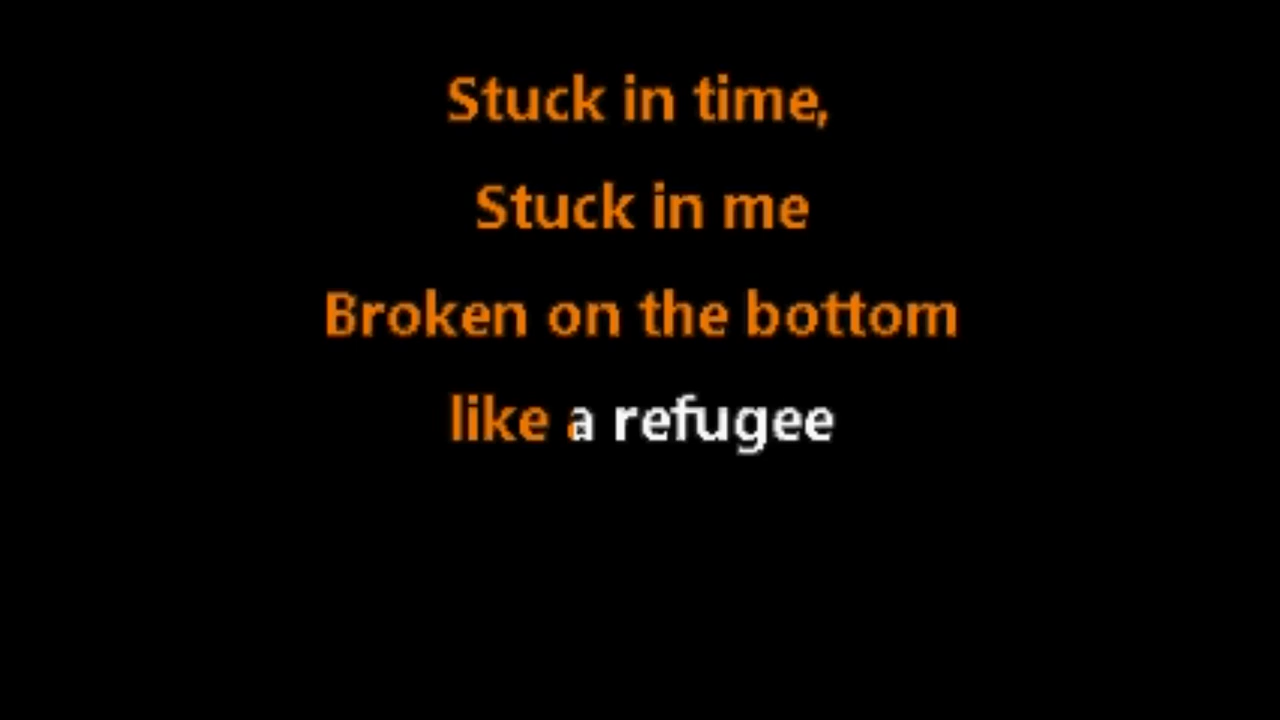 Stuck in time,
Stuck in me
Broken on the bottom
like a refugee